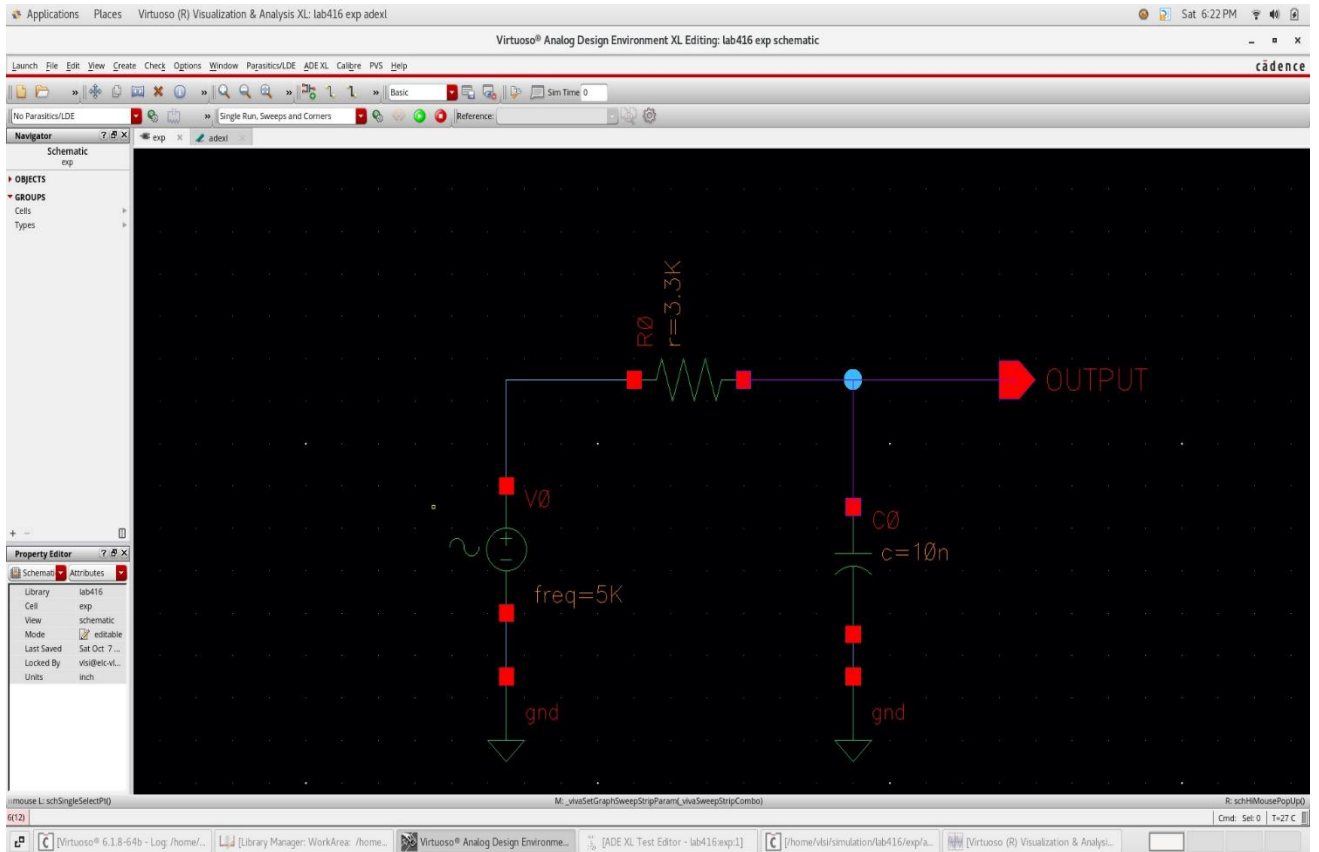 Applications Places Virtuoso (R) Visualization & Analysis XL: lab416 exp adexl Sat 6:22 PM
Virtuoso® Analog Design Environment XL Editing: lab416 exp schematic
Launch File Edit View Create Check Options Window Parasitics/LDE ADE XL Calibre PVS Help cādence
» » » Basic Sim Time 0
No Parasitics/LDE » Single Run, Sweeps and Corners Reference:
Navigator ? exp adexl
Schematic
exp
OBJECTS
GROUPS
Cells
Types
R0
r=3.3K
OUTPUT
V0
C0
c=10n
freq=5K
gnd
gnd
Property Editor ?
Schemati Attributes
Library lab416
Cell exp
View schematic
Mode editable
Last Saved Sat Oct 7 ...
Locked By vlsi@elc-vl...
Units inch
mouse L: schSingleSelectPt() M: _vivaSetGraphSweepStripParam(_vivaSweepStripCombo) R: schHiMousePopUp()
6(12) Cmd: Sel: 0 T=27 C
[Virtuoso® 6.1.8-64b - Log: /home/... [Library Manager: WorkArea: /home... Virtuoso® Analog Design Environme... [ADE XL Test Editor - lab416:exp:1] [/home/vlsi/simulation/lab416/exp/a... [Virtuoso (R) Visualization & Analysi...